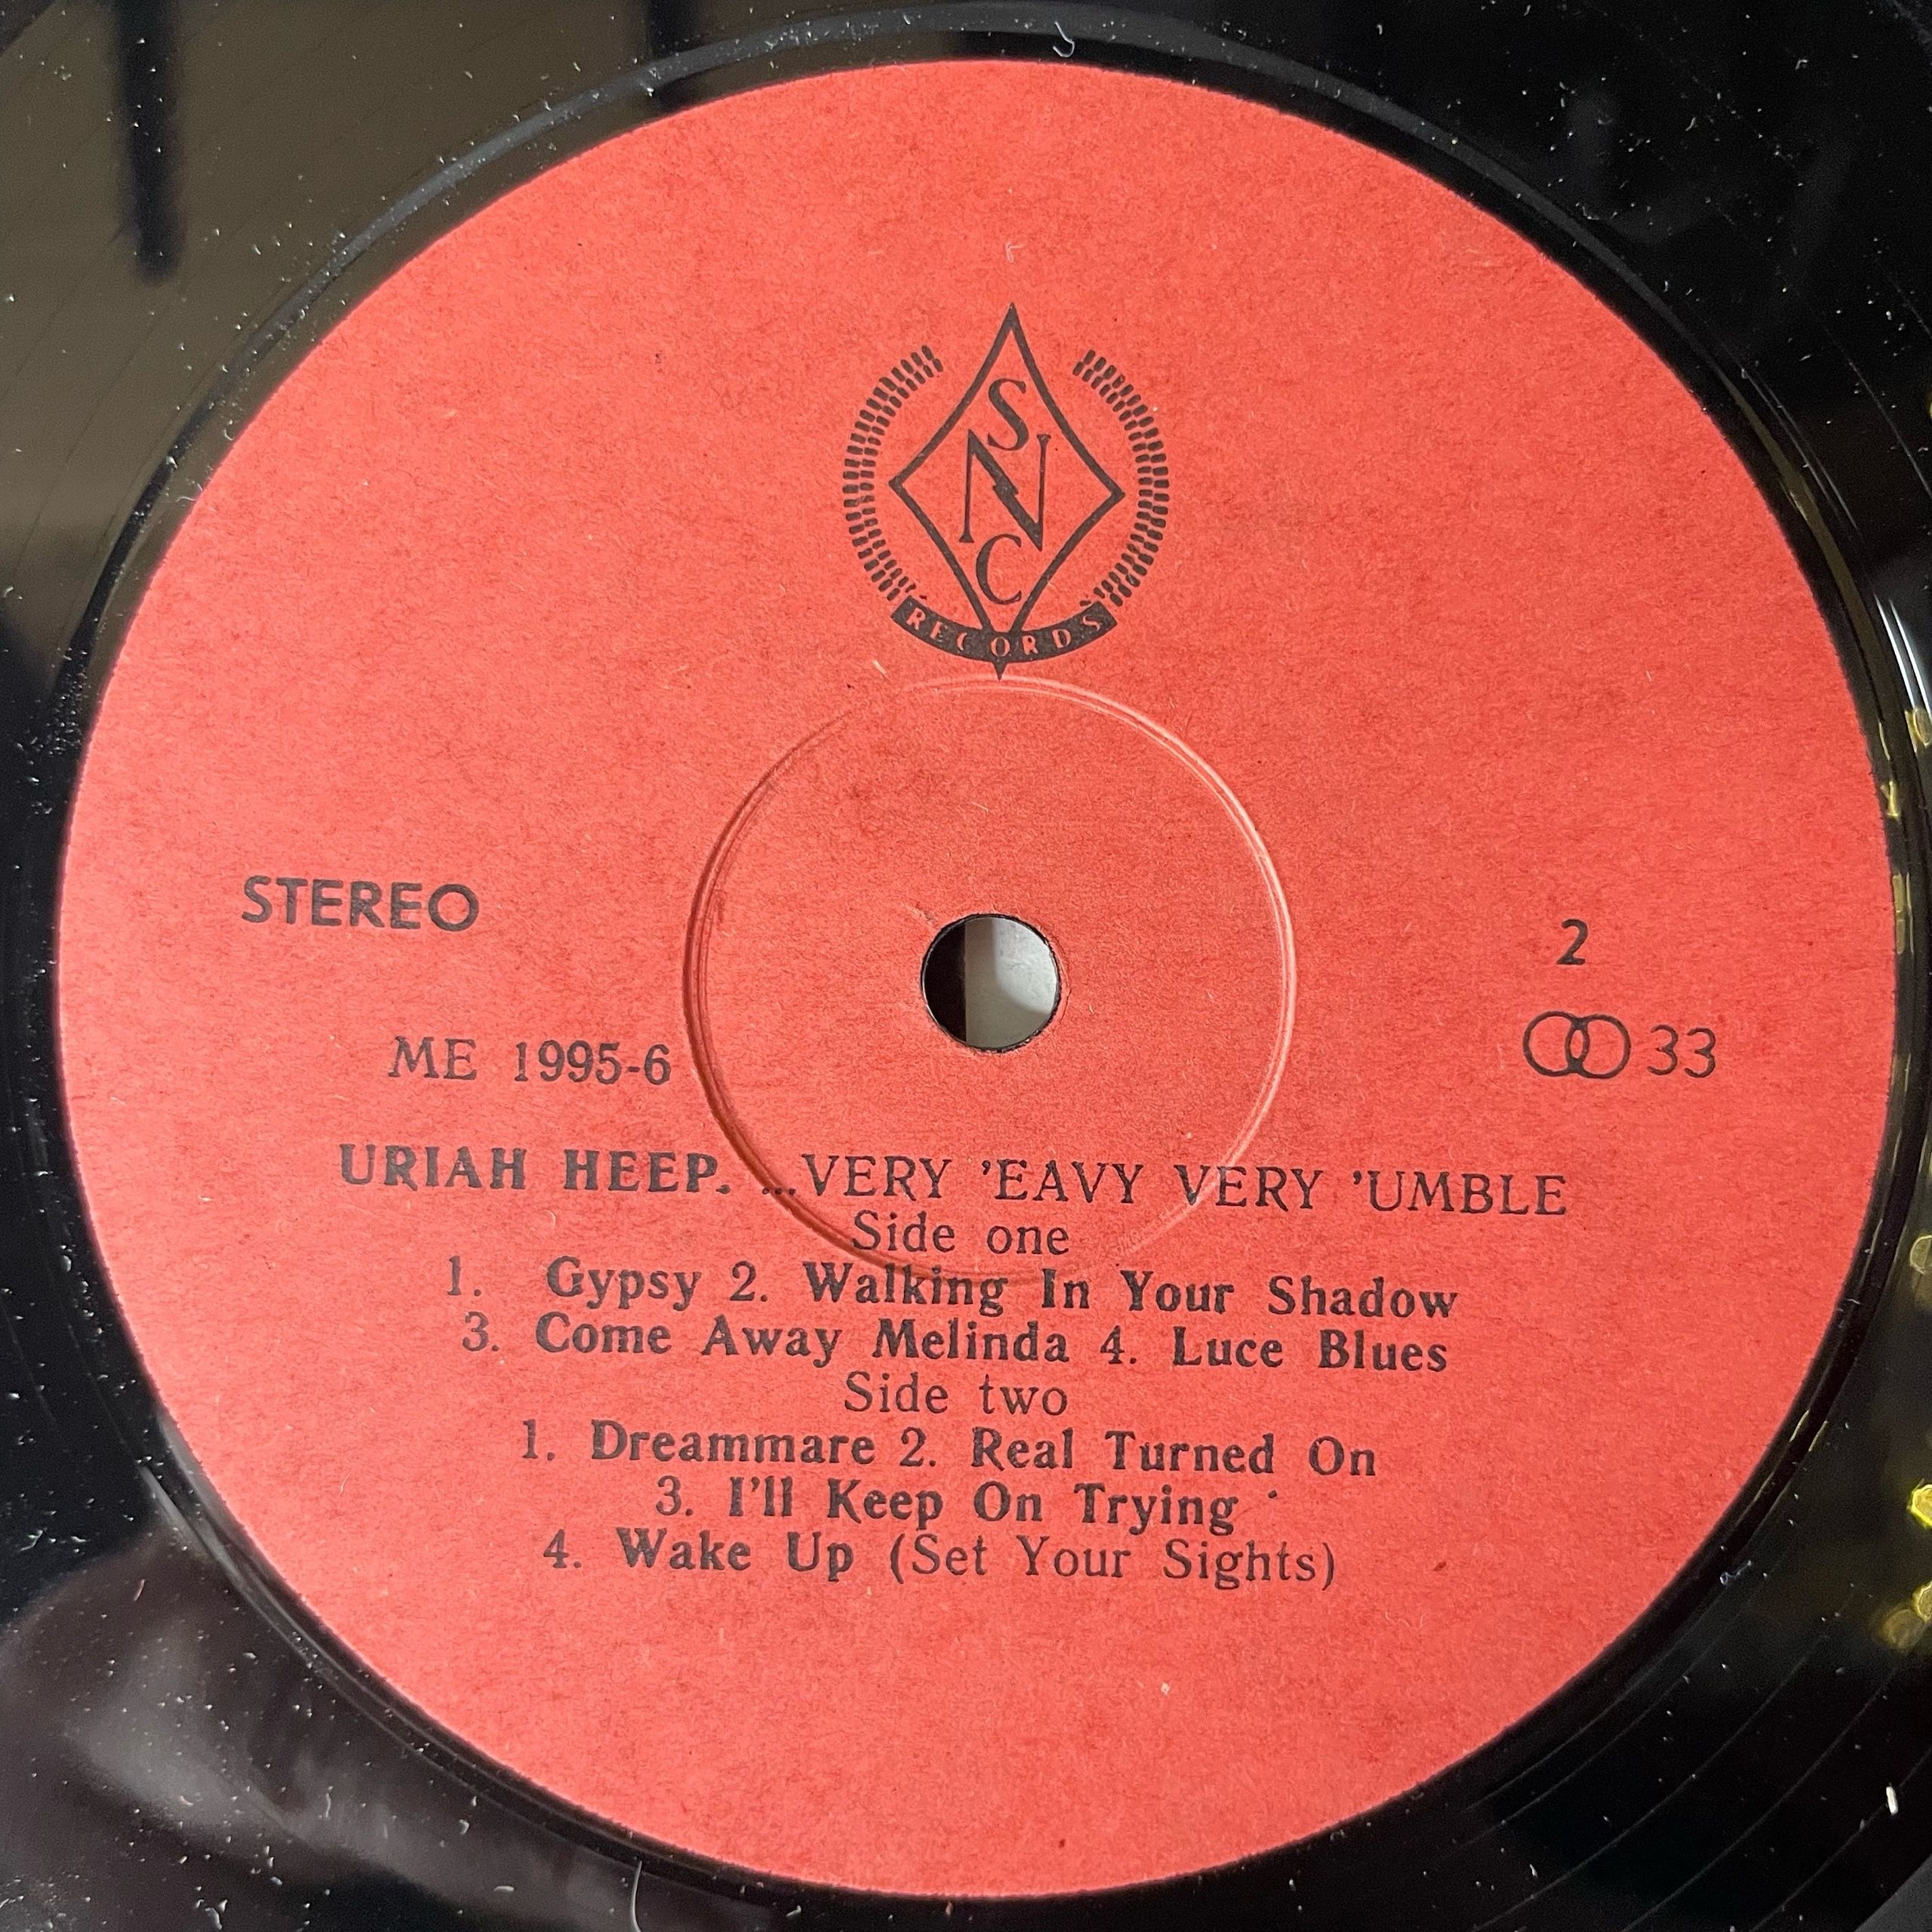 S
N
C
RECORDS
STEREO
2
ME 1995-6
33
URIAH HEEP. ...VERY 'EAVY VERY 'UMBLE
Side one
1. Gypsy 2. Walking In Your Shadow
3. Come Away Melinda 4. Luce Blues
Side two
1. Dreammare 2. Real Turned On
3. I'll Keep On Trying
4. Wake Up (Set Your Sights)